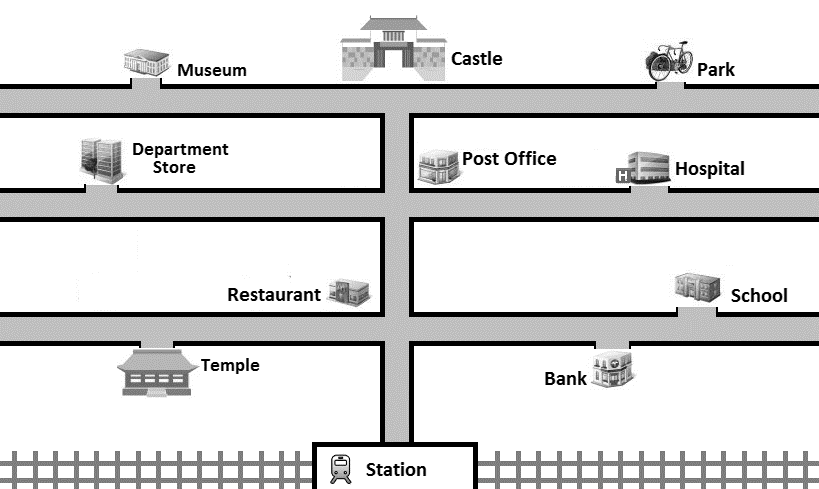 Castle
Museum
Park
Department
Store
Post Office
H
Hospital
Restaurant
School
Temple
Bank
Station